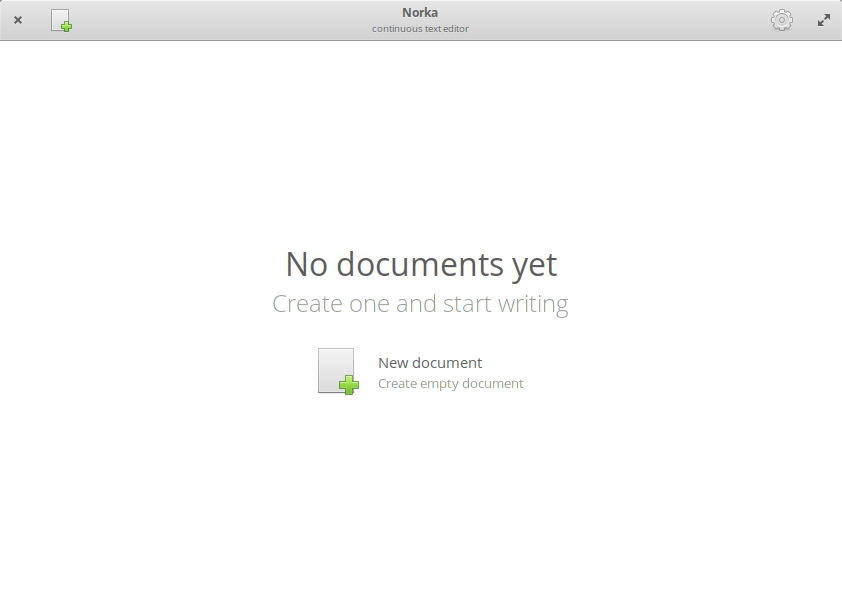 Norka
continuous text editor
No documents yet
Create one and start writing
New document
Create empty document